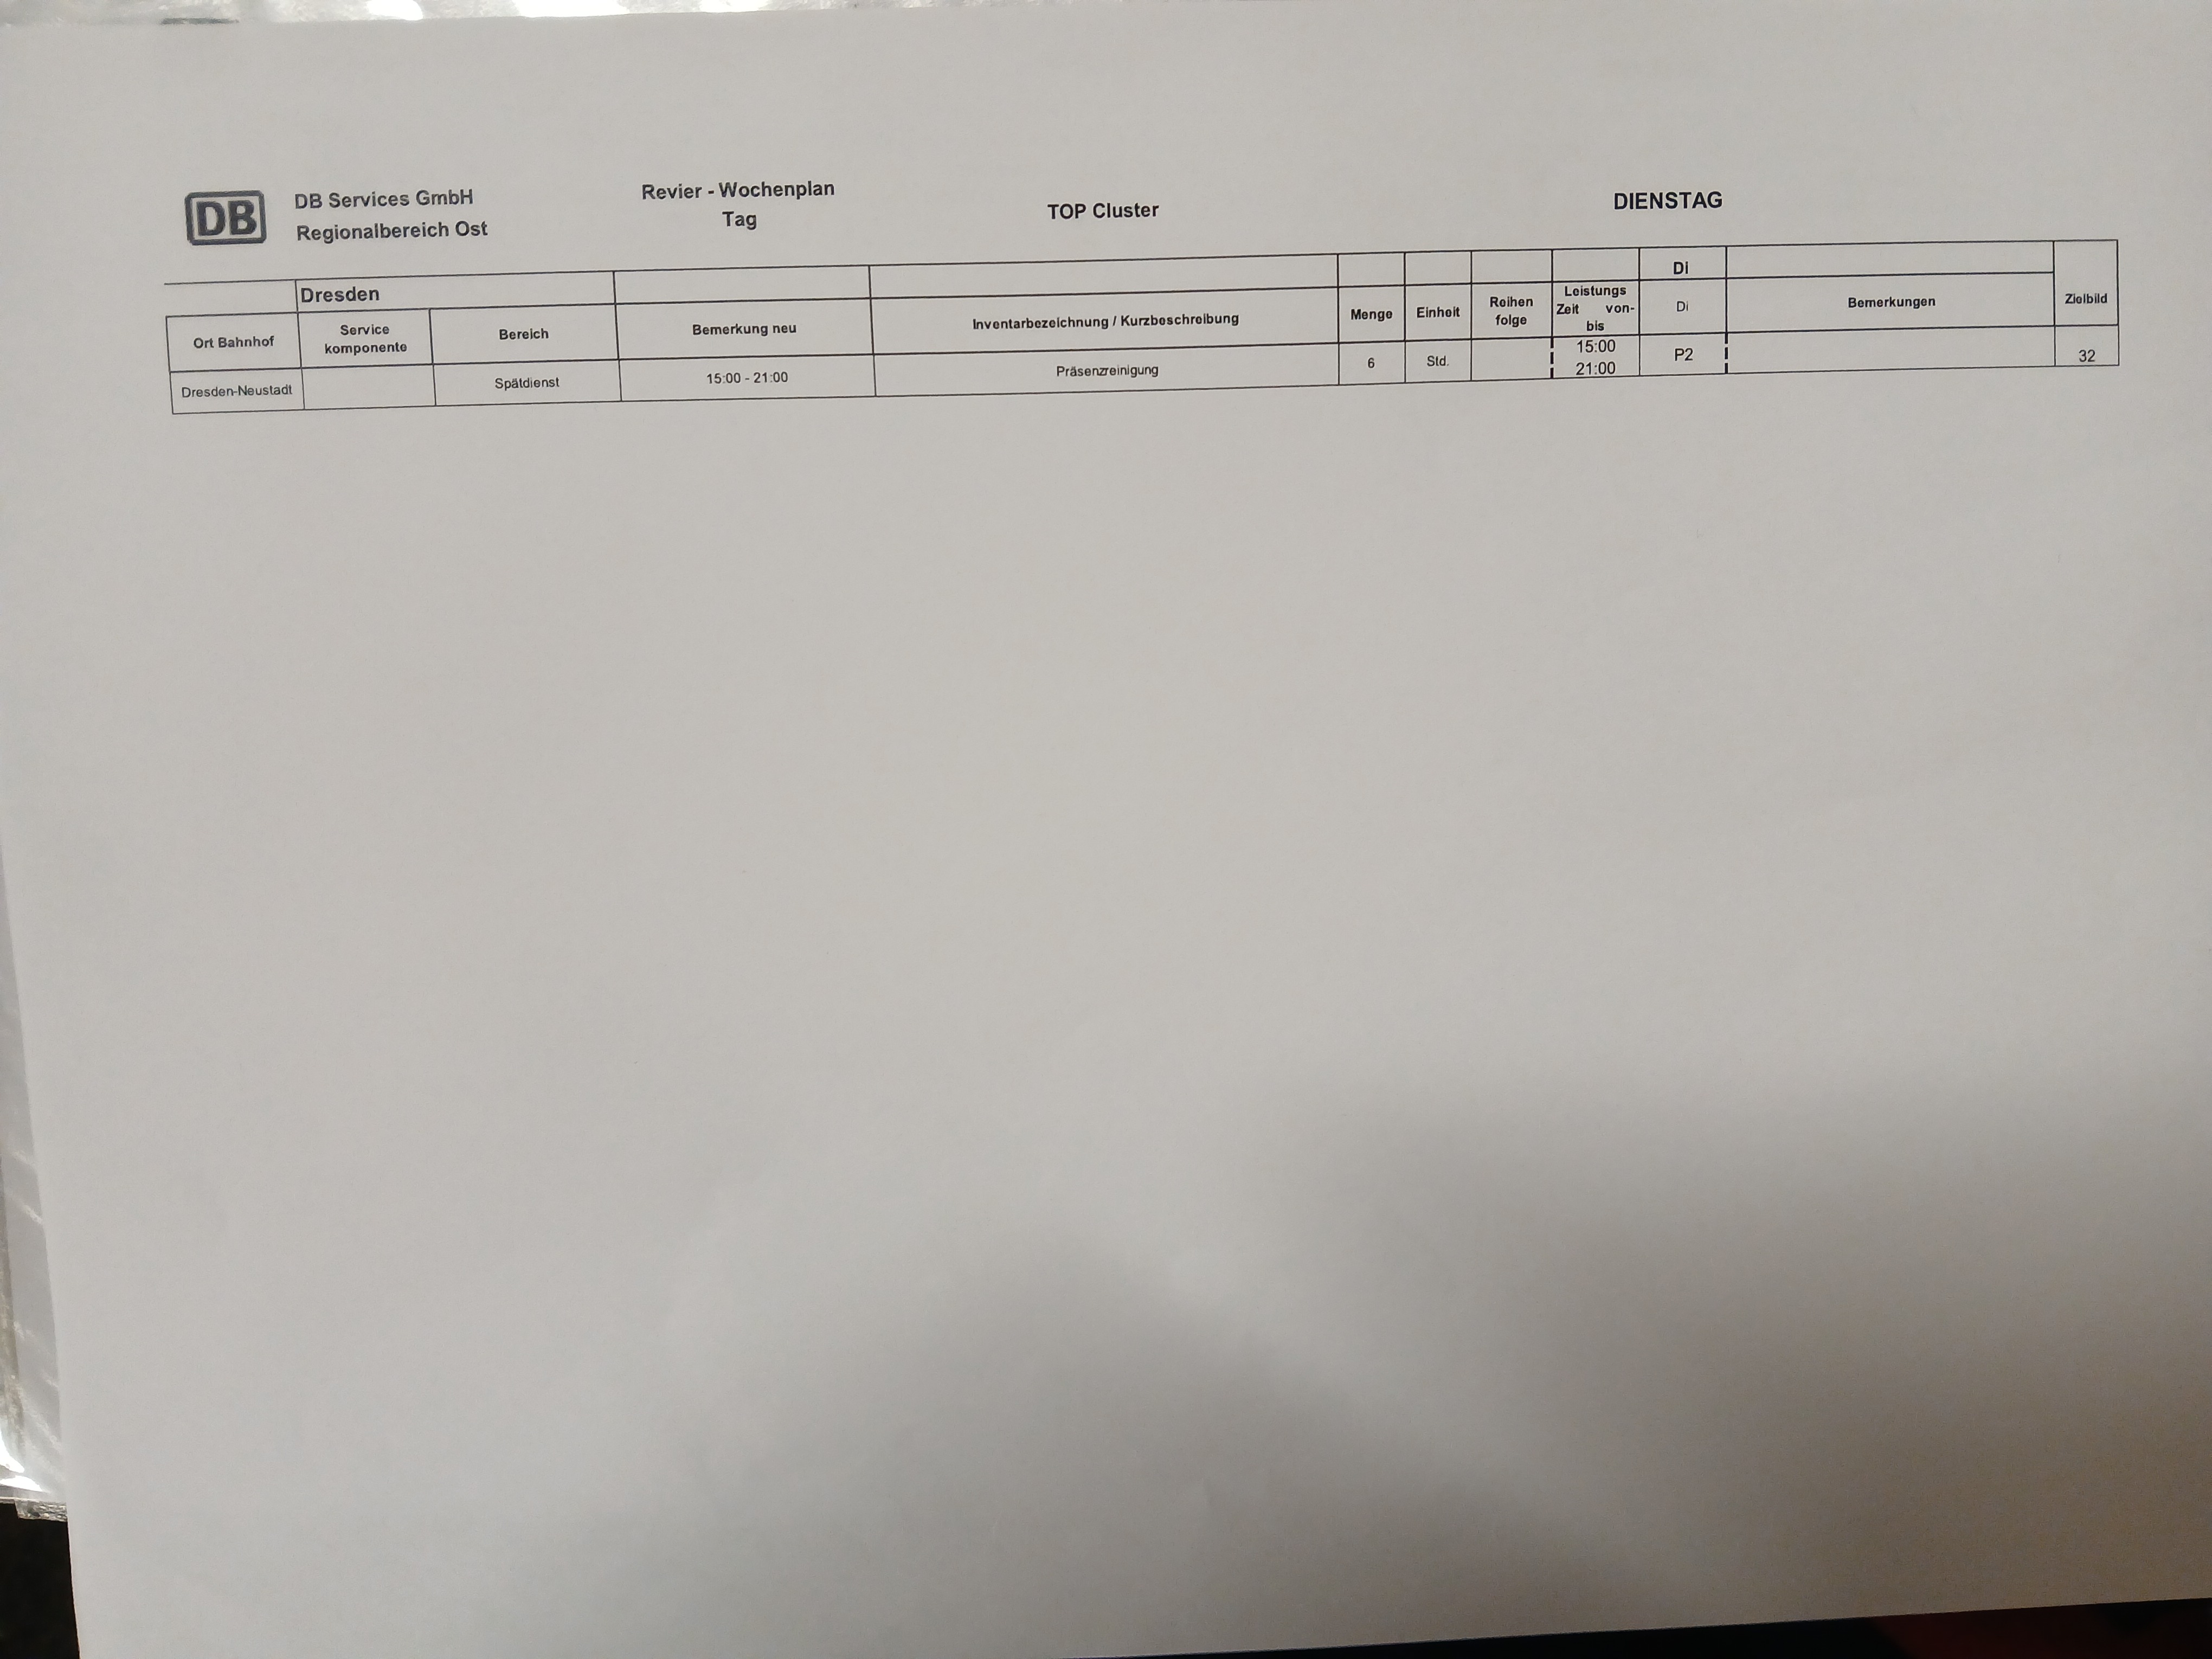 DB
DB Services GmbH
Regionalbereich Ost
Revier - Wochenplan
Tag
TOP Cluster
DIENSTAG
Dresden
Di
Ort Bahnhof
Service
komponente
Bereich
Bemerkung neu
Inventarbezeichnung / Kurzbeschreibung
Menge
Einheit
Reihen
folge
Leistungs
Zeit von-
bis
Di
Bemerkungen
Zielbild
Dresden-Neustadt
Spätdienst
15:00 - 21:00
Präsenzreinigung
6
Std.
15:00
21:00
P2
32